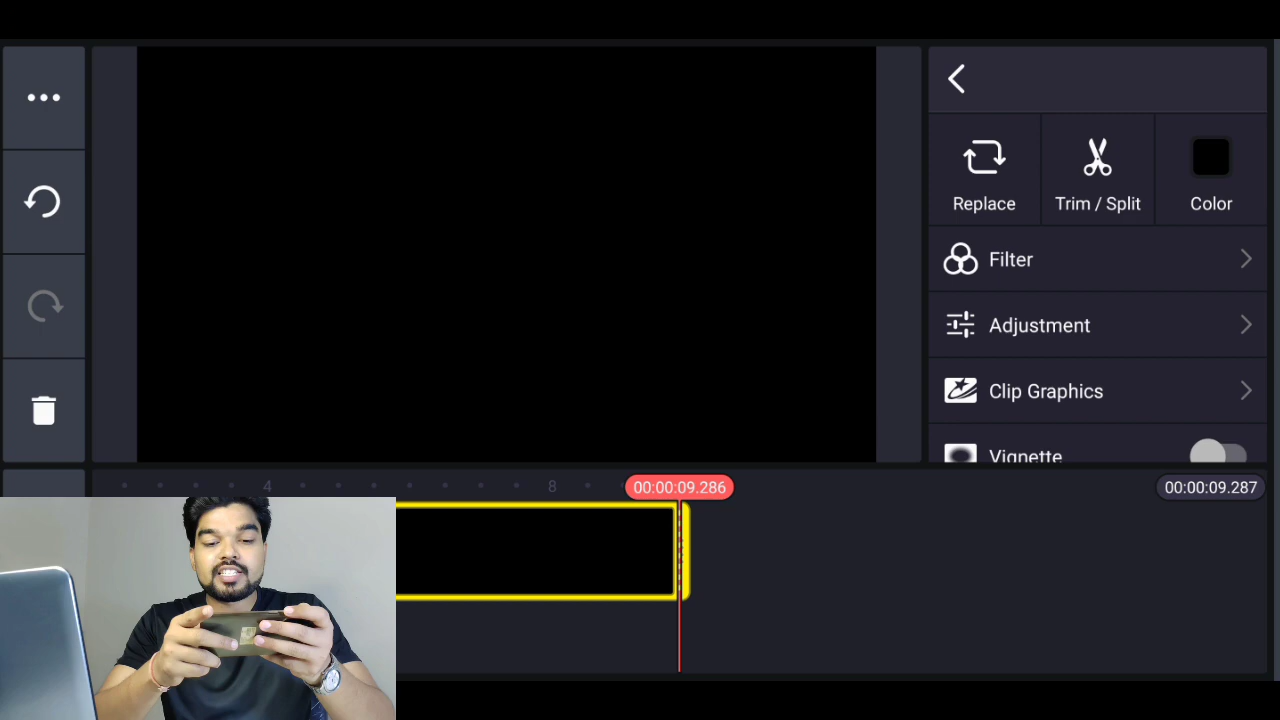 Replace
Trim / Split
Color
Filter
Adjustment
Clip Graphics
Vignette
4
8
00:00:09.286
00:00:09.287